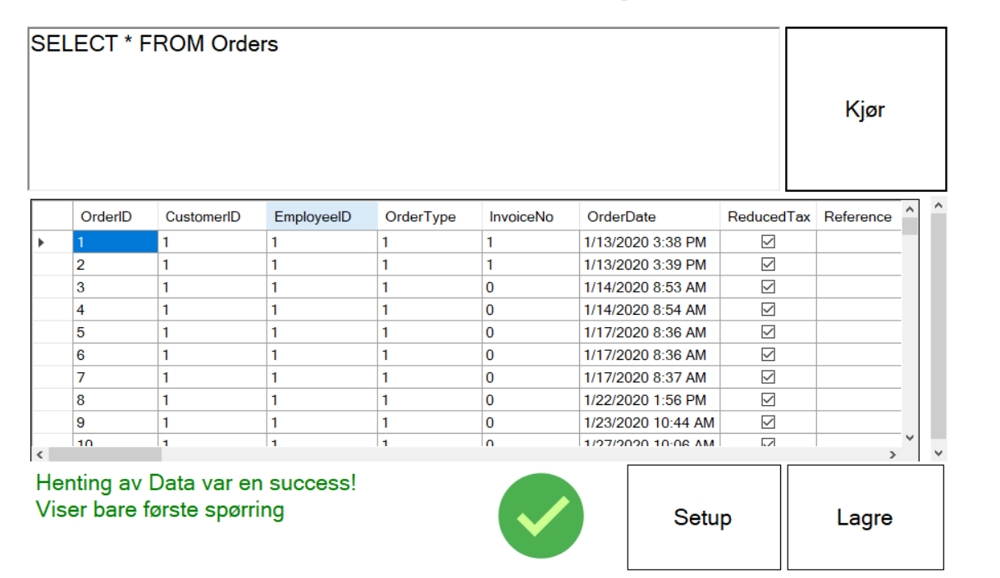 SELECT * FROM Orders
Kjør
OrderID CustomerID EmployeeID OrderType InvoiceNo OrderDate ReducedTax Reference
1 1 1 1 1 1/13/2020 3:38 PM
2 1 1 1 1 1/13/2020 3:39 PM
3 1 1 1 0 1/14/2020 8:53 AM
4 1 1 1 0 1/14/2020 8:54 AM
5 1 1 1 0 1/17/2020 8:36 AM
6 1 1 1 0 1/17/2020 8:36 AM
7 1 1 1 0 1/17/2020 8:37 AM
8 1 1 1 0 1/22/2020 1:56 PM
9 1 1 1 0 1/23/2020 10:44 AM
10 1 1 1 0 1/27/2020 10:06 AM
Henting av Data var en success!
Viser bare første spørring
Setup
Lagre